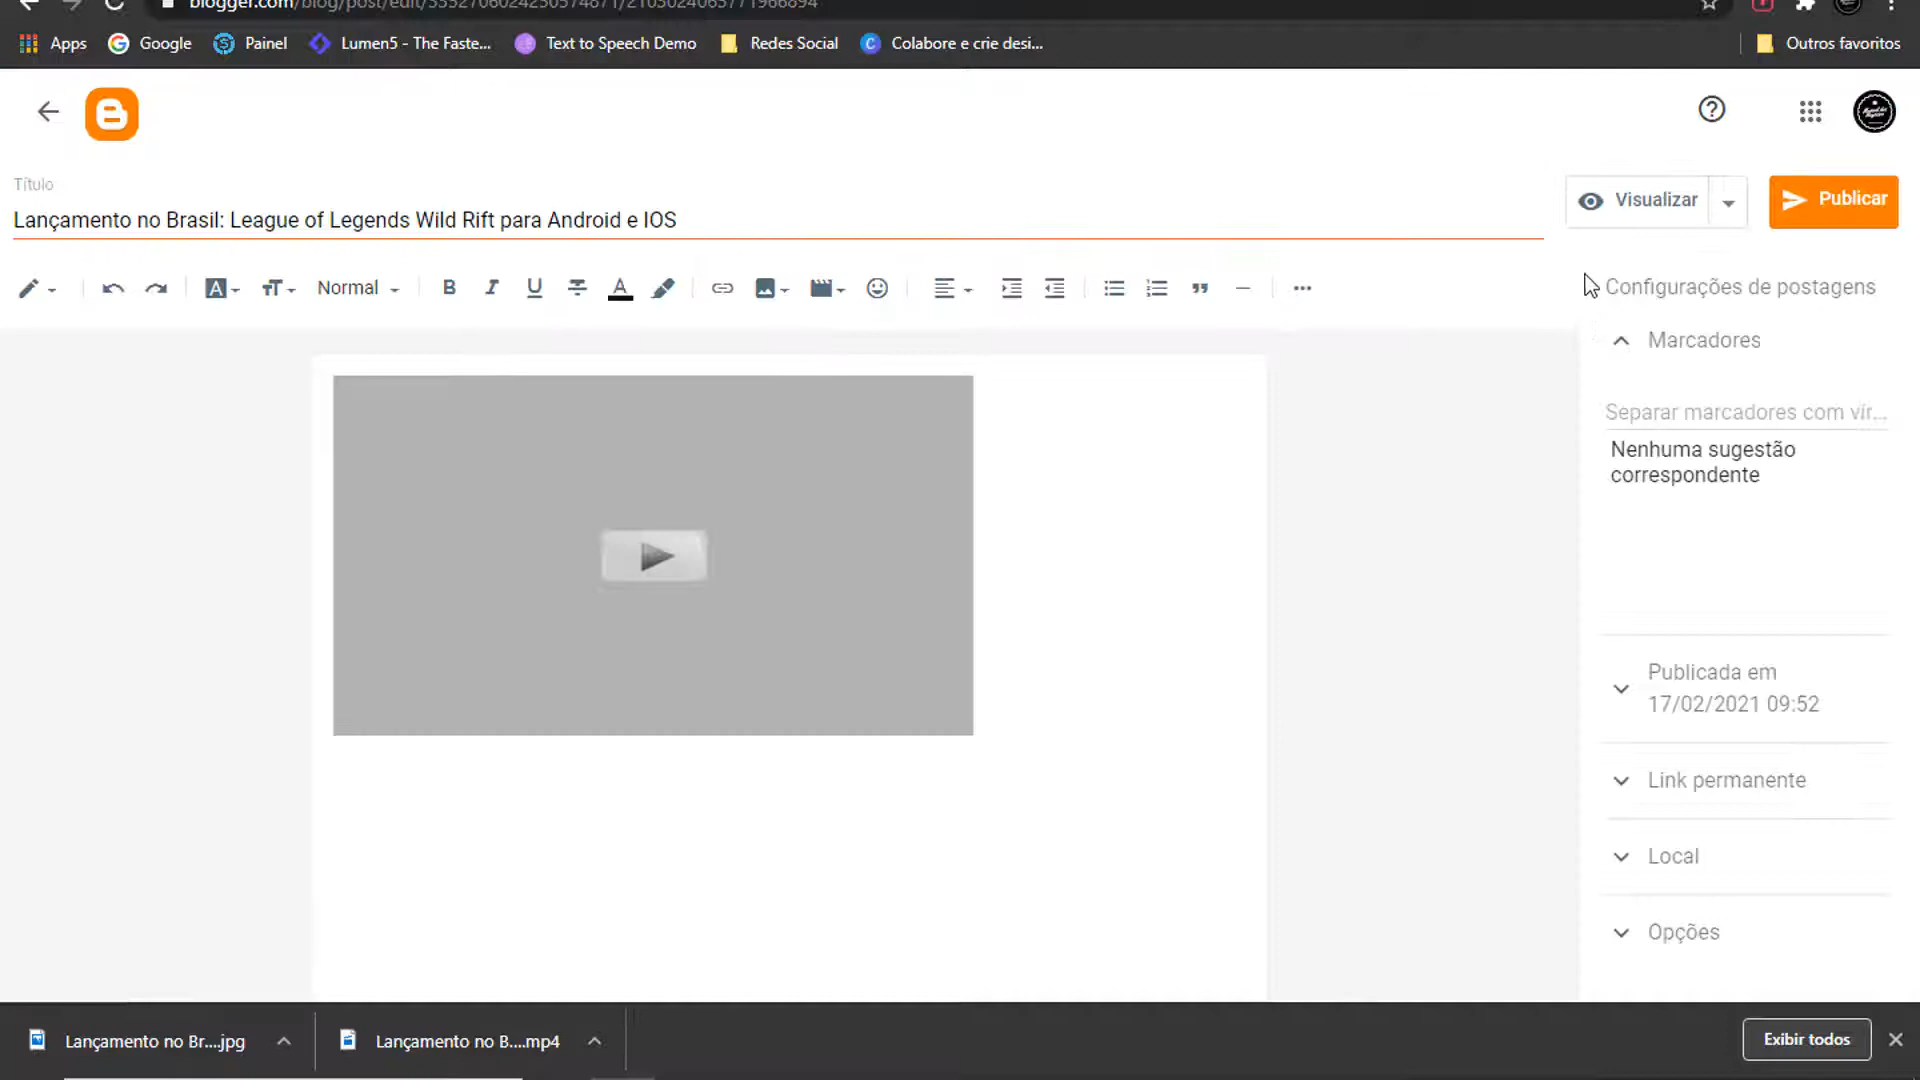 Apps
Google
Painel
Lumen5 - The Faste...
Text to Speech Demo
Redes Social
Colabore e crie desi...
Outros favoritos
Título
Lançamento no Brasil: League of Legends Wild Rift para Android e IOS
Visualizar
Publicar
Normal
Configurações de postagens
Marcadores
Separar marcadores com vír...
Nenhuma sugestão
correspondente
Publicada em
17/02/2021 09:52
Link permanente
Local
Opções
Lançamento no Br....jpg
Lançamento no B....mp4
Exibir todos